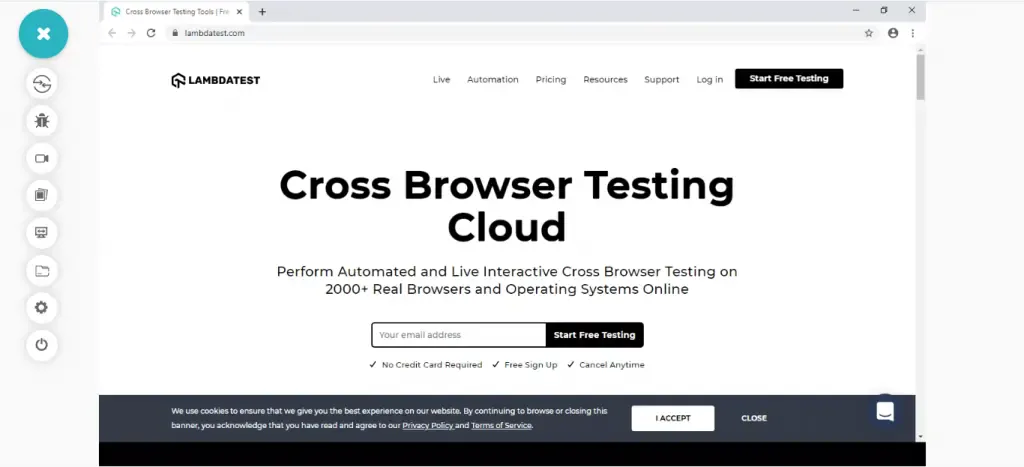 Cross Browser Testing Tools | Fre
lambdatest.com
LAMBDATEST
Live Automation Pricing Resources Support Log in Start Free Testing
Cross Browser Testing
Cloud
Perform Automated and Live Interactive Cross Browser Testing on
2000+ Real Browsers and Operating Systems Online
Your email address Start Free Testing
✓ No Credit Card Required ✓ Free Sign Up ✓ Cancel Anytime
We use cookies to ensure that we give you the best experience on our website. By continuing to browse or closing this
banner, you acknowledge that you have read and agree to our Privacy Policy and Terms of Service.
I ACCEPT CLOSE